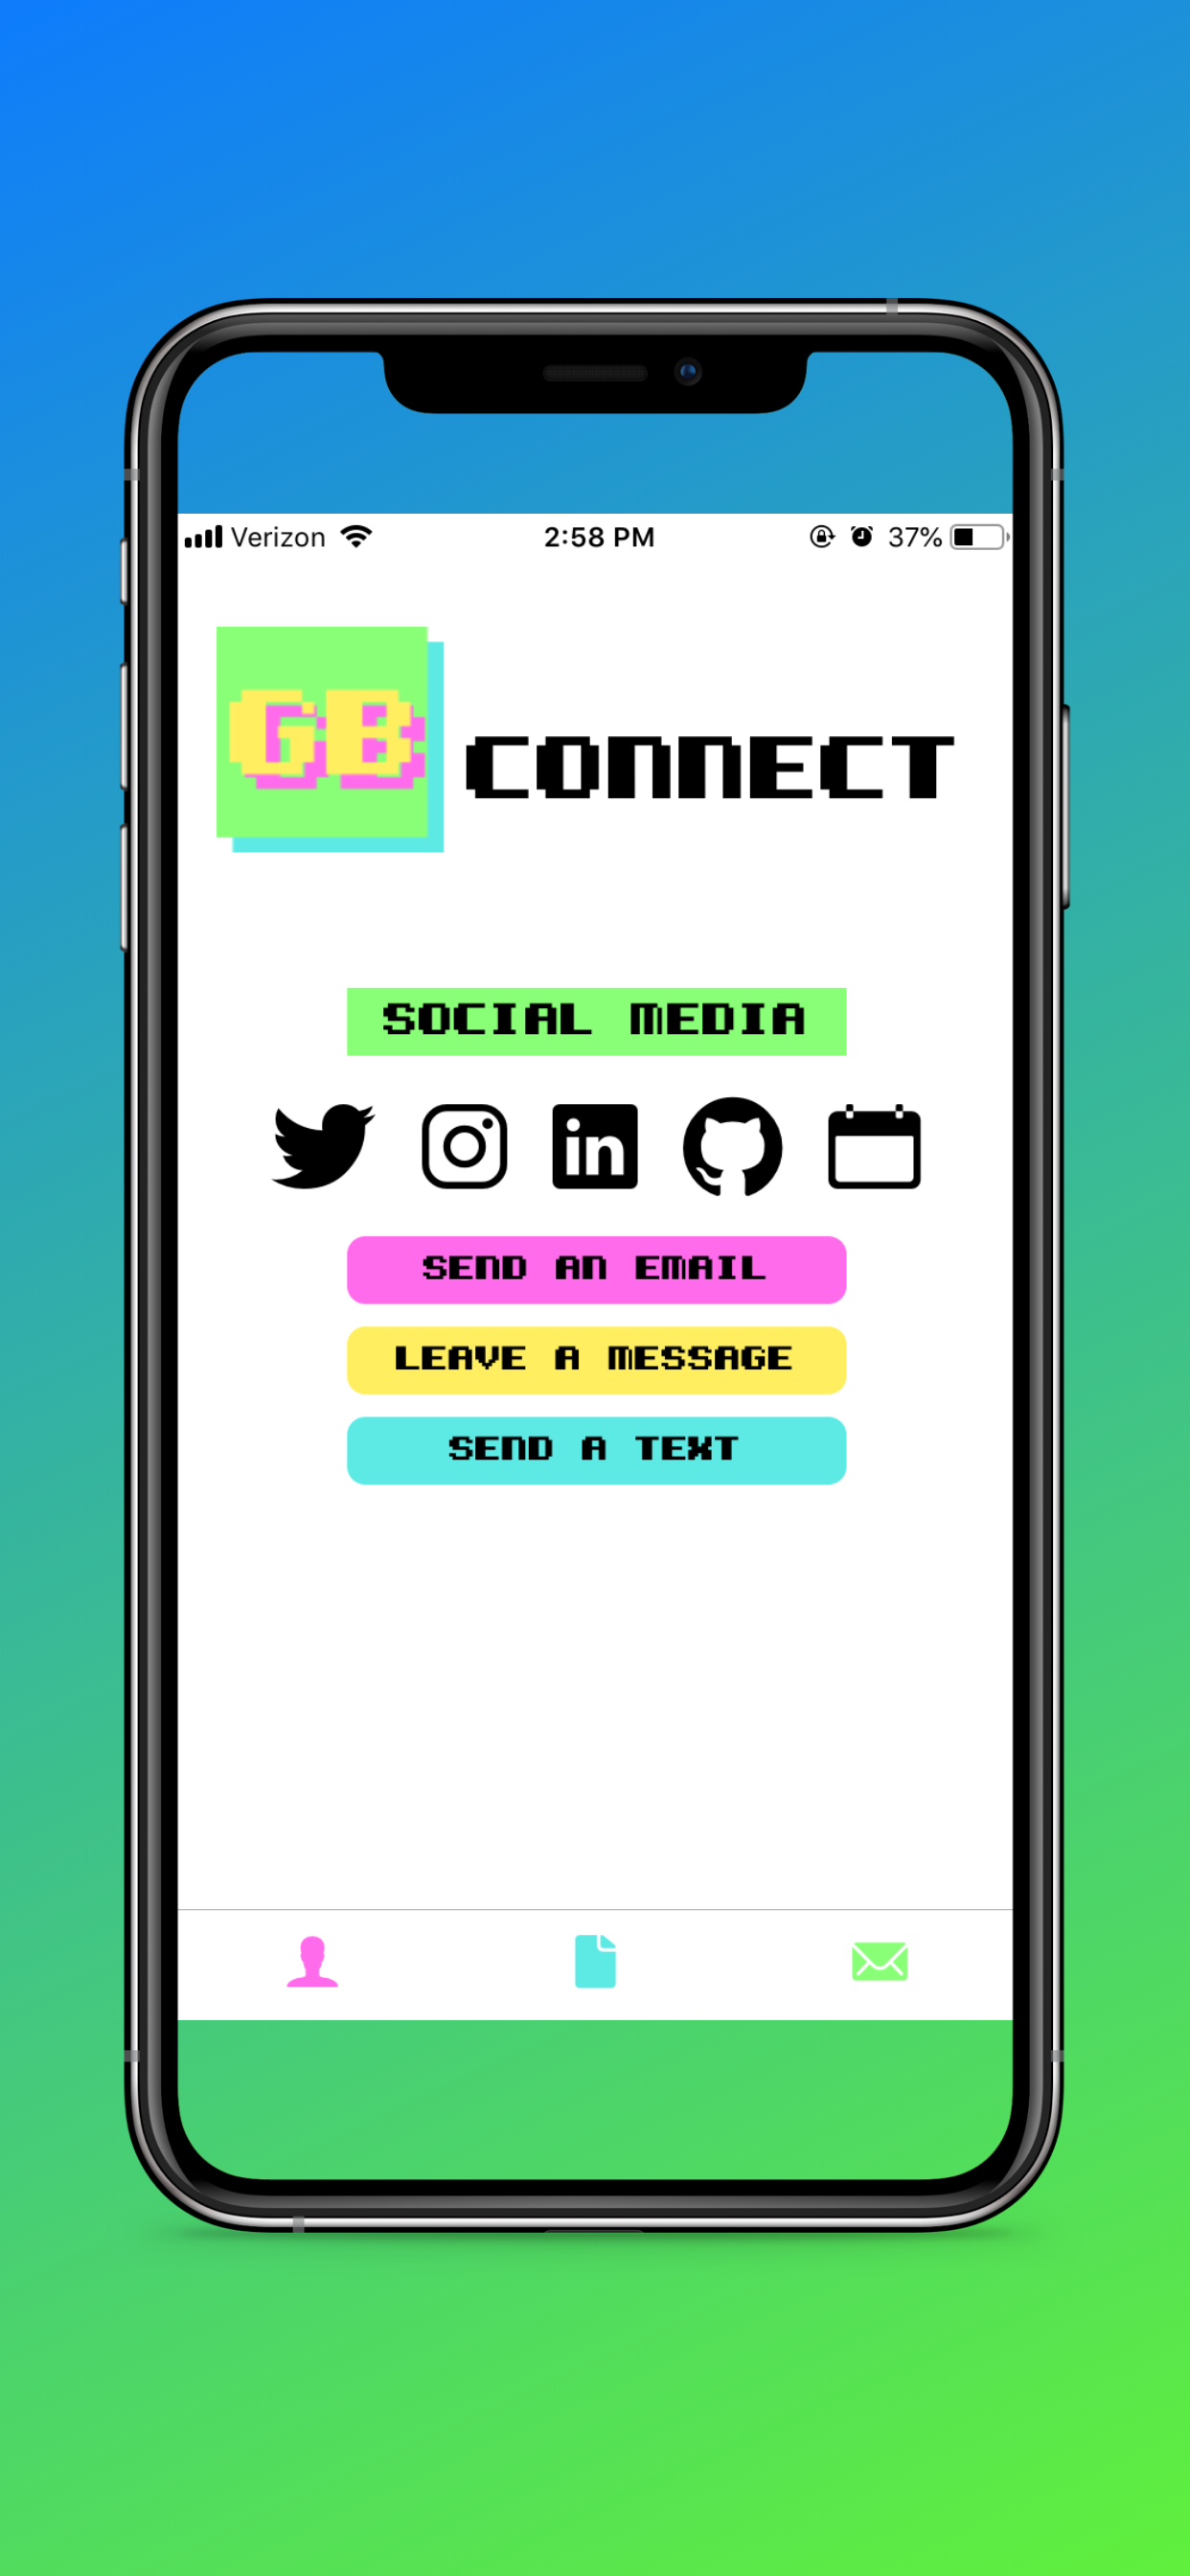 Verizon 2:58 PM 37%
GB
CONNECT
SOCIAL MEDIA
in
SEND AN EMAIL
LEAVE A MESSAGE
SEND A TEXT